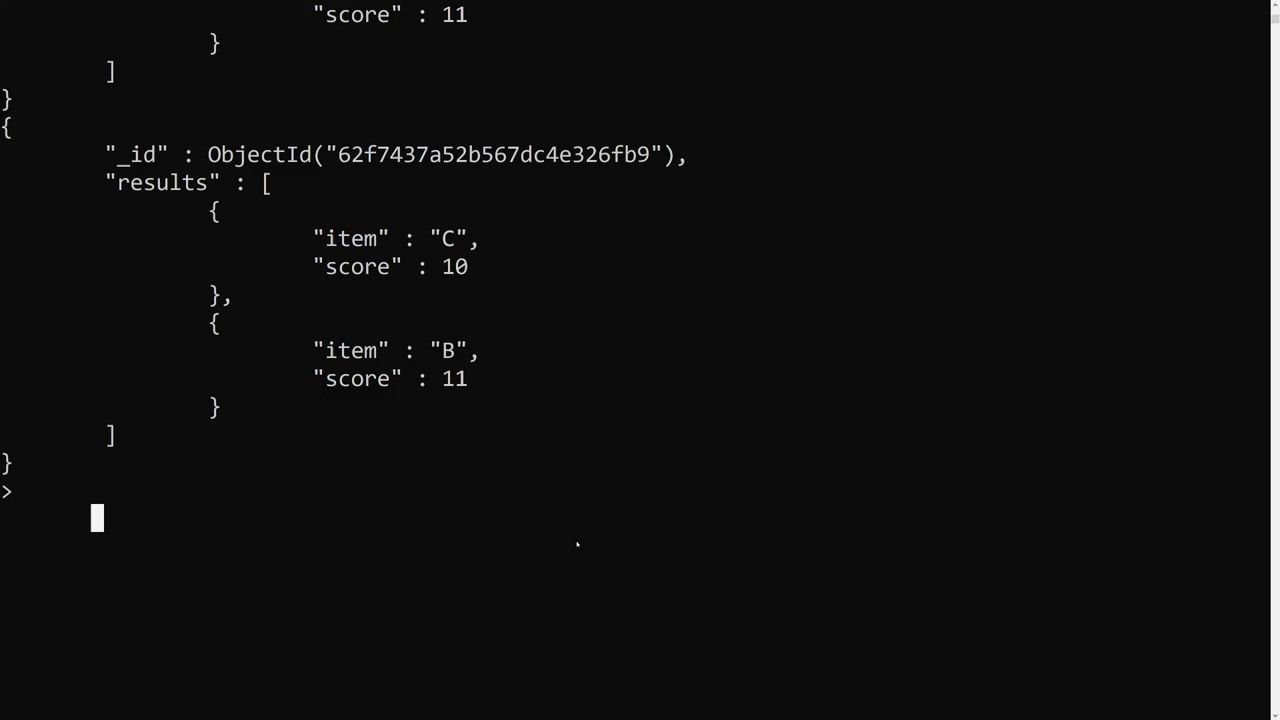 "score" : 11
}
]
}
{
"_id" : ObjectId("62f7437a52b567dc4e326fb9"),
"results" : [
{
"item" : "C",
"score" : 10
},
{
"item" : "B",
"score" : 11
}
]
}
>